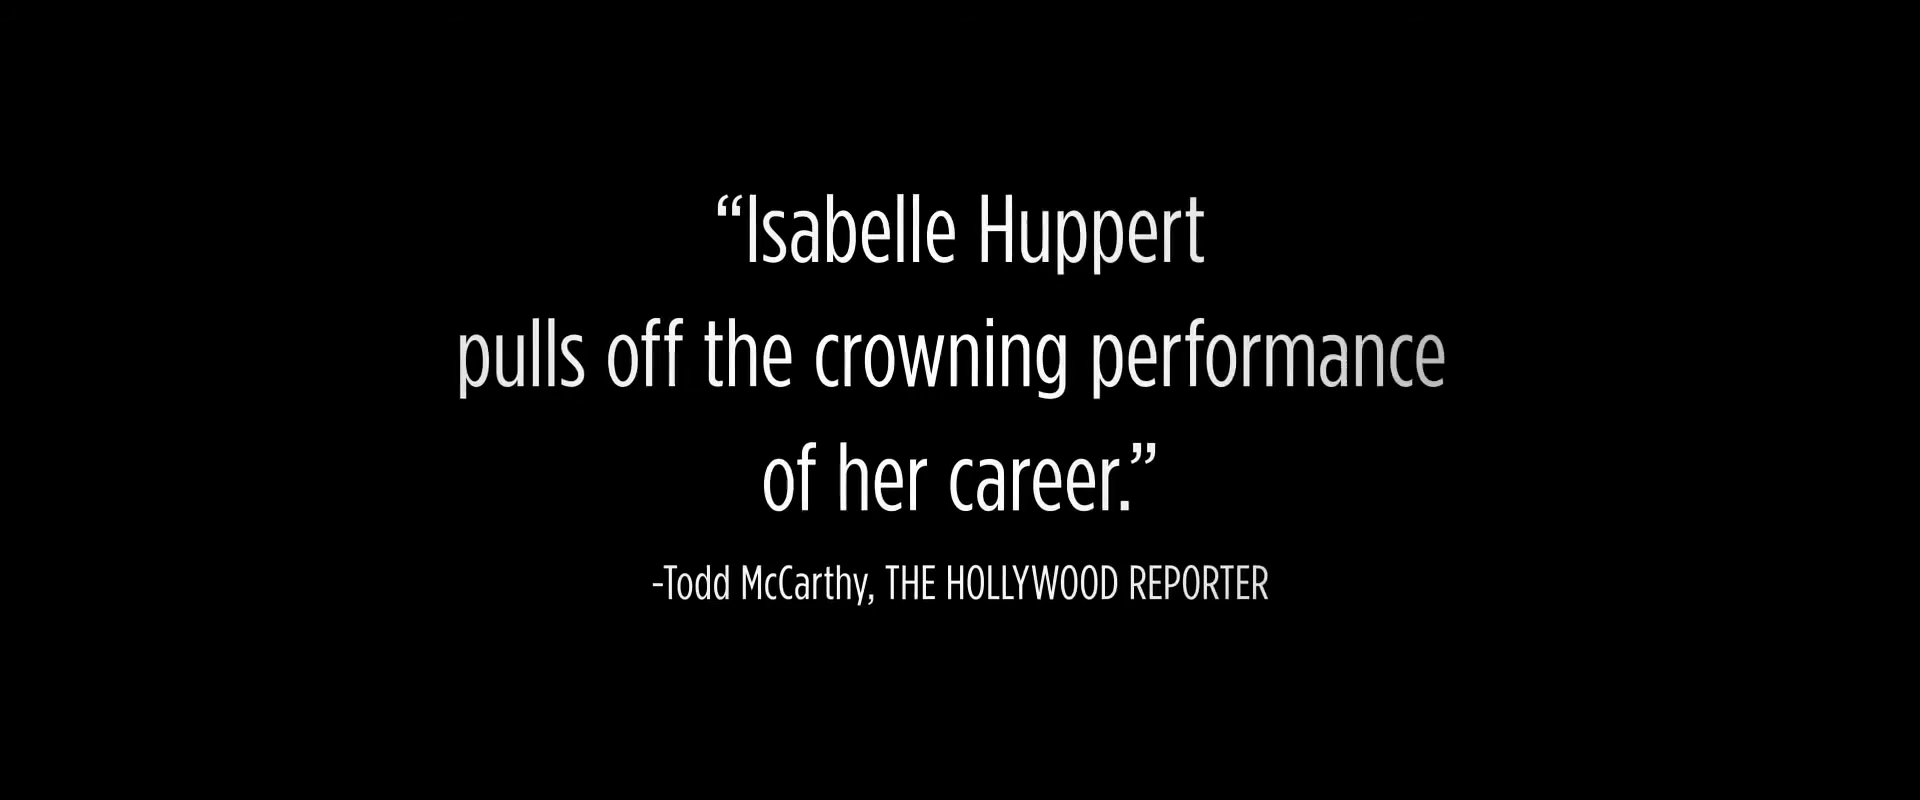 “Isabelle Huppert
pulls off the crowning performance
of her career.”
-Todd McCarthy, THE HOLLYWOOD REPORTER